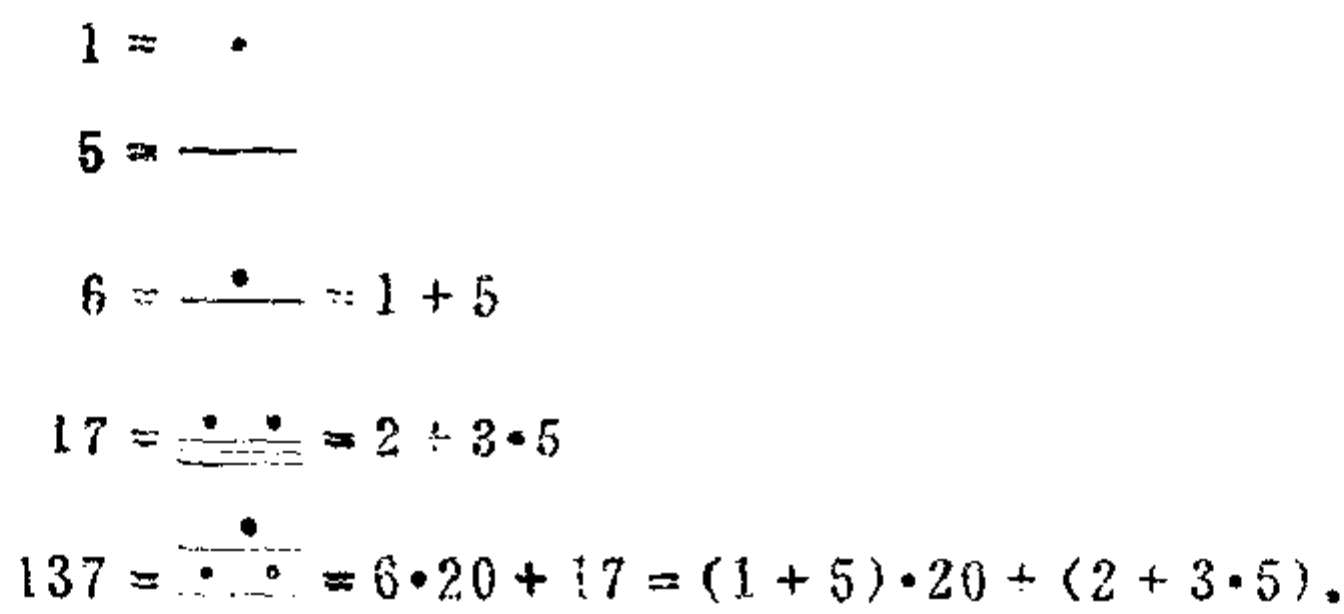 1 = •
5 = —
6 = •— = 1 + 5
17 = •• ☰ = 2 + 3•5
137 = •— •• ☰ = 6•20 + 17 = (1 + 5)•20 + (2 + 3•5).